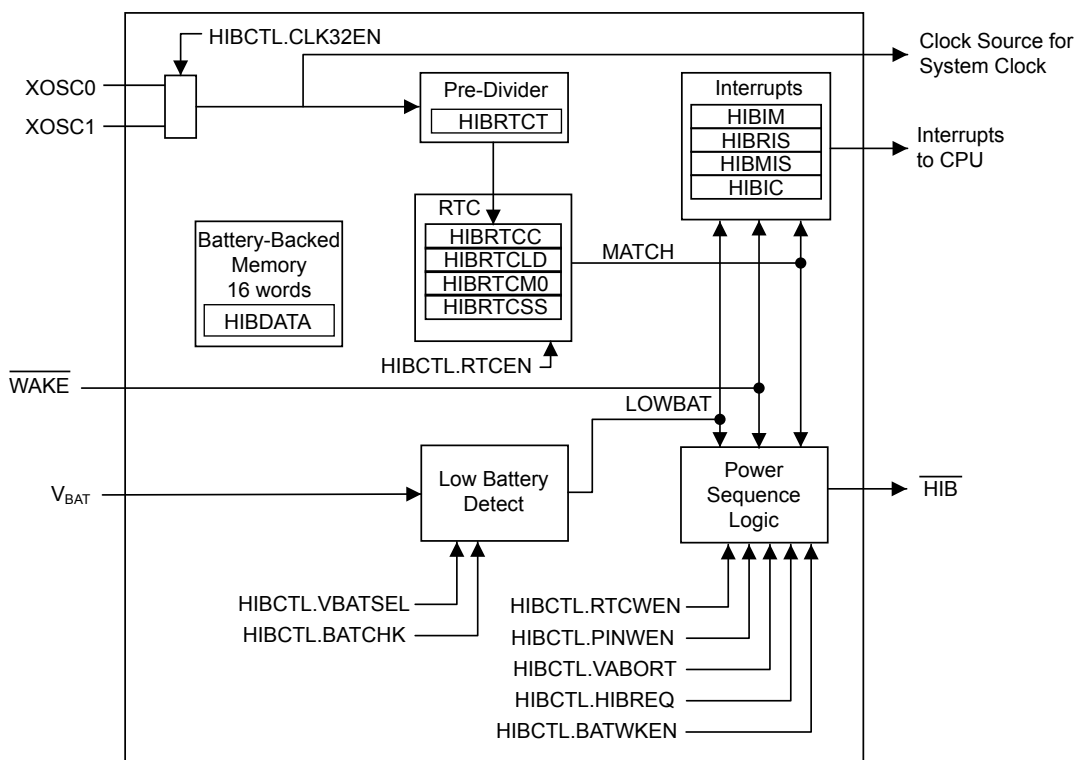 HIBCTL.CLK32EN
XOSC0
XOSC1
Pre-Divider
HIBRTCT
Interrupts
HIBIM
HIBRIS
HIBMIS
HIBIC
Clock Source for
System Clock
Interrupts
to CPU
Battery-Backed
Memory
16 words
HIBDATA
RTC
HIBRTCC
HIBRTCLD
HIBRTCM0
HIBRTCSS
MATCH
HIBCTL.RTCEN
WAKE
LOWBAT
VBAT
Low Battery
Detect
Power
Sequence
Logic
HIB
HIBCTL.VBATSEL
HIBCTL.BATCHK
HIBCTL.RTCWEN
HIBCTL.PINWEN
HIBCTL.VABORT
HIBCTL.HIBREQ
HIBCTL.BATWKEN